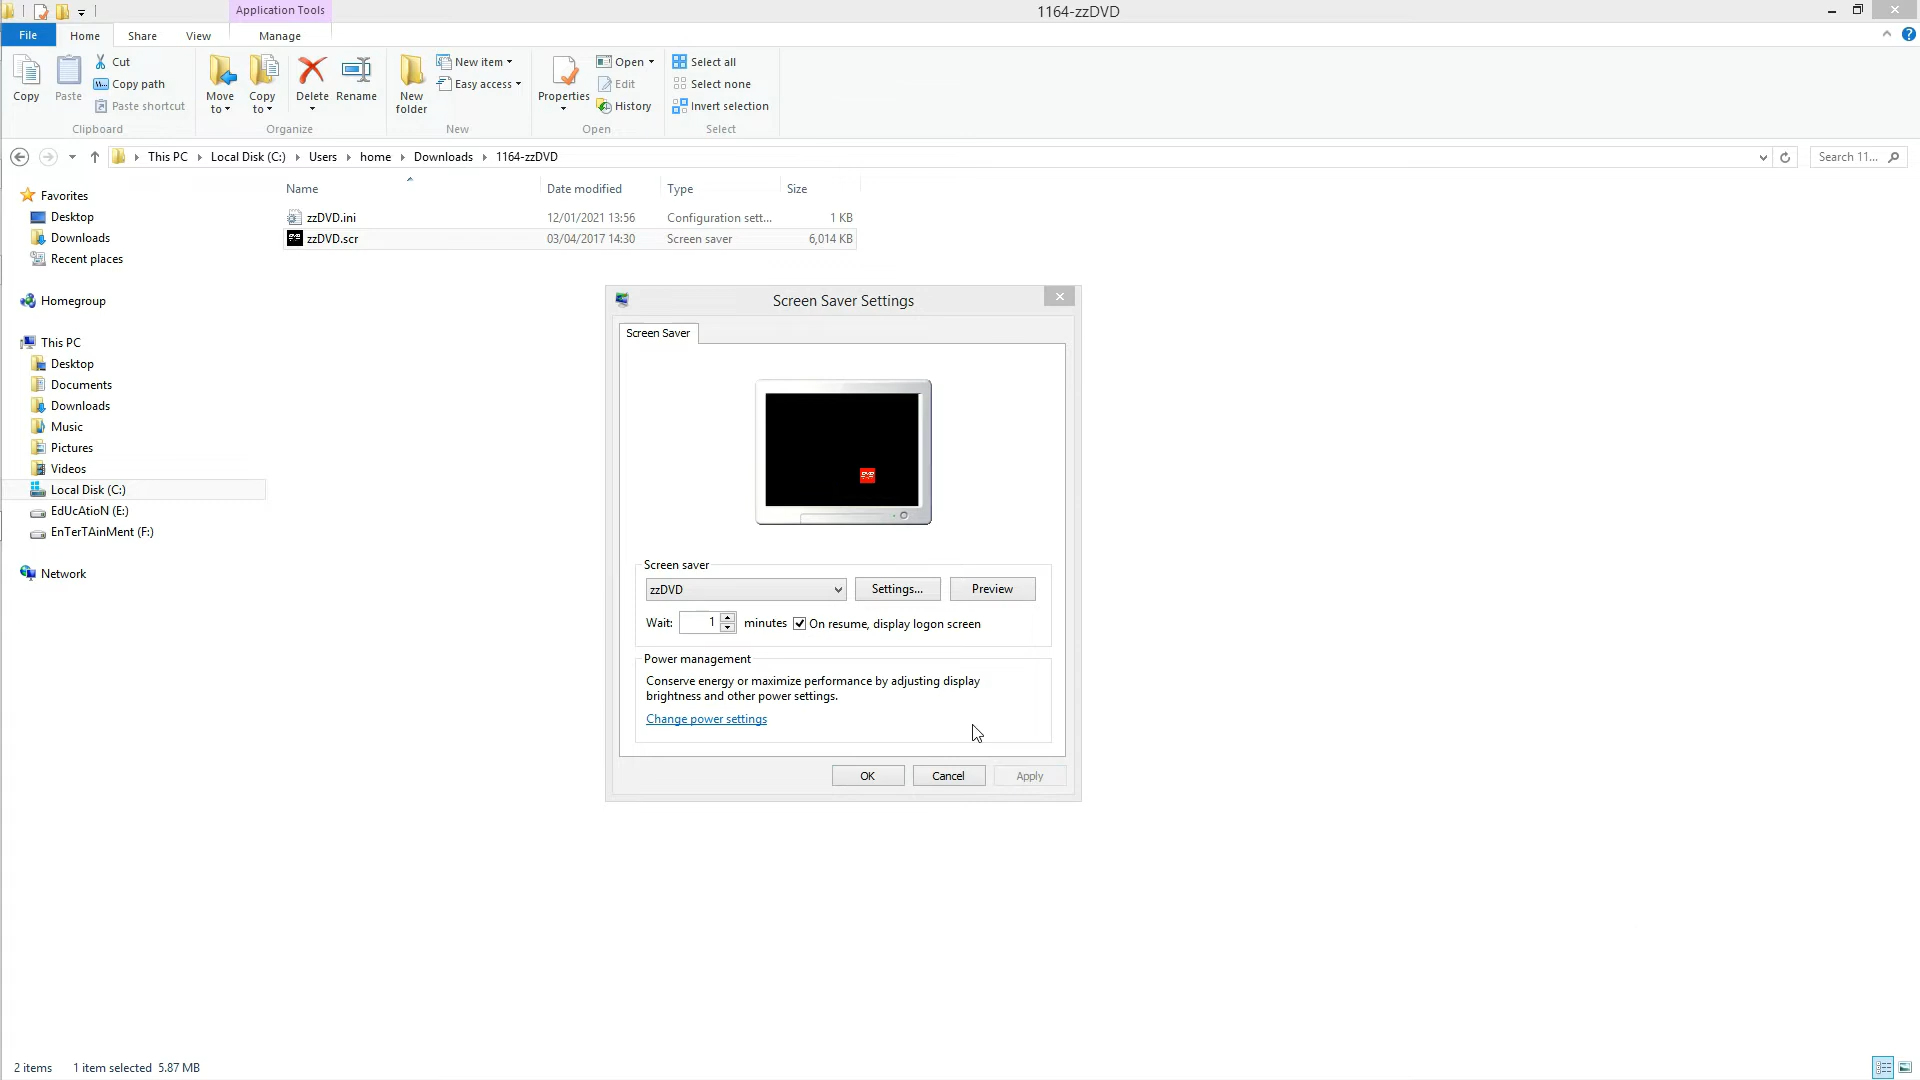 Application Tools
1164-zzDVD
File
Home
Share
View
Manage
Copy
Paste
Cut
Copy path
Paste shortcut
Clipboard
Move to
Copy to
Delete
Rename
Organize
New folder
New item
Easy access
New
Properties
Open
Edit
History
Open
Select all
Select none
Invert selection
Select
This PC
Local Disk (C:)
Users
home
Downloads
1164-zzDVD
Search 11...
Name
Date modified
Type
Size
zzDVD.ini 12/01/2021 13:56 Configuration sett... 1 KB
zzDVD.scr 03/04/2017 14:30 Screen saver 6,014 KB
Favorites
Desktop
Downloads
Recent places
Homegroup
This PC
Desktop
Documents
Downloads
Music
Pictures
Videos
Local Disk (C:)
EdUcAtioN (E:)
EnTerTAinMent (F:)
Network
Screen Saver Settings
Screen Saver
Screen saver
zzDVD
Settings...
Preview
Wait: 1 minutes On resume, display logon screen
Power management
Conserve energy or maximize performance by adjusting display
brightness and other power settings.
Change power settings
OK
Cancel
Apply
2 items 1 item selected 5.87 MB